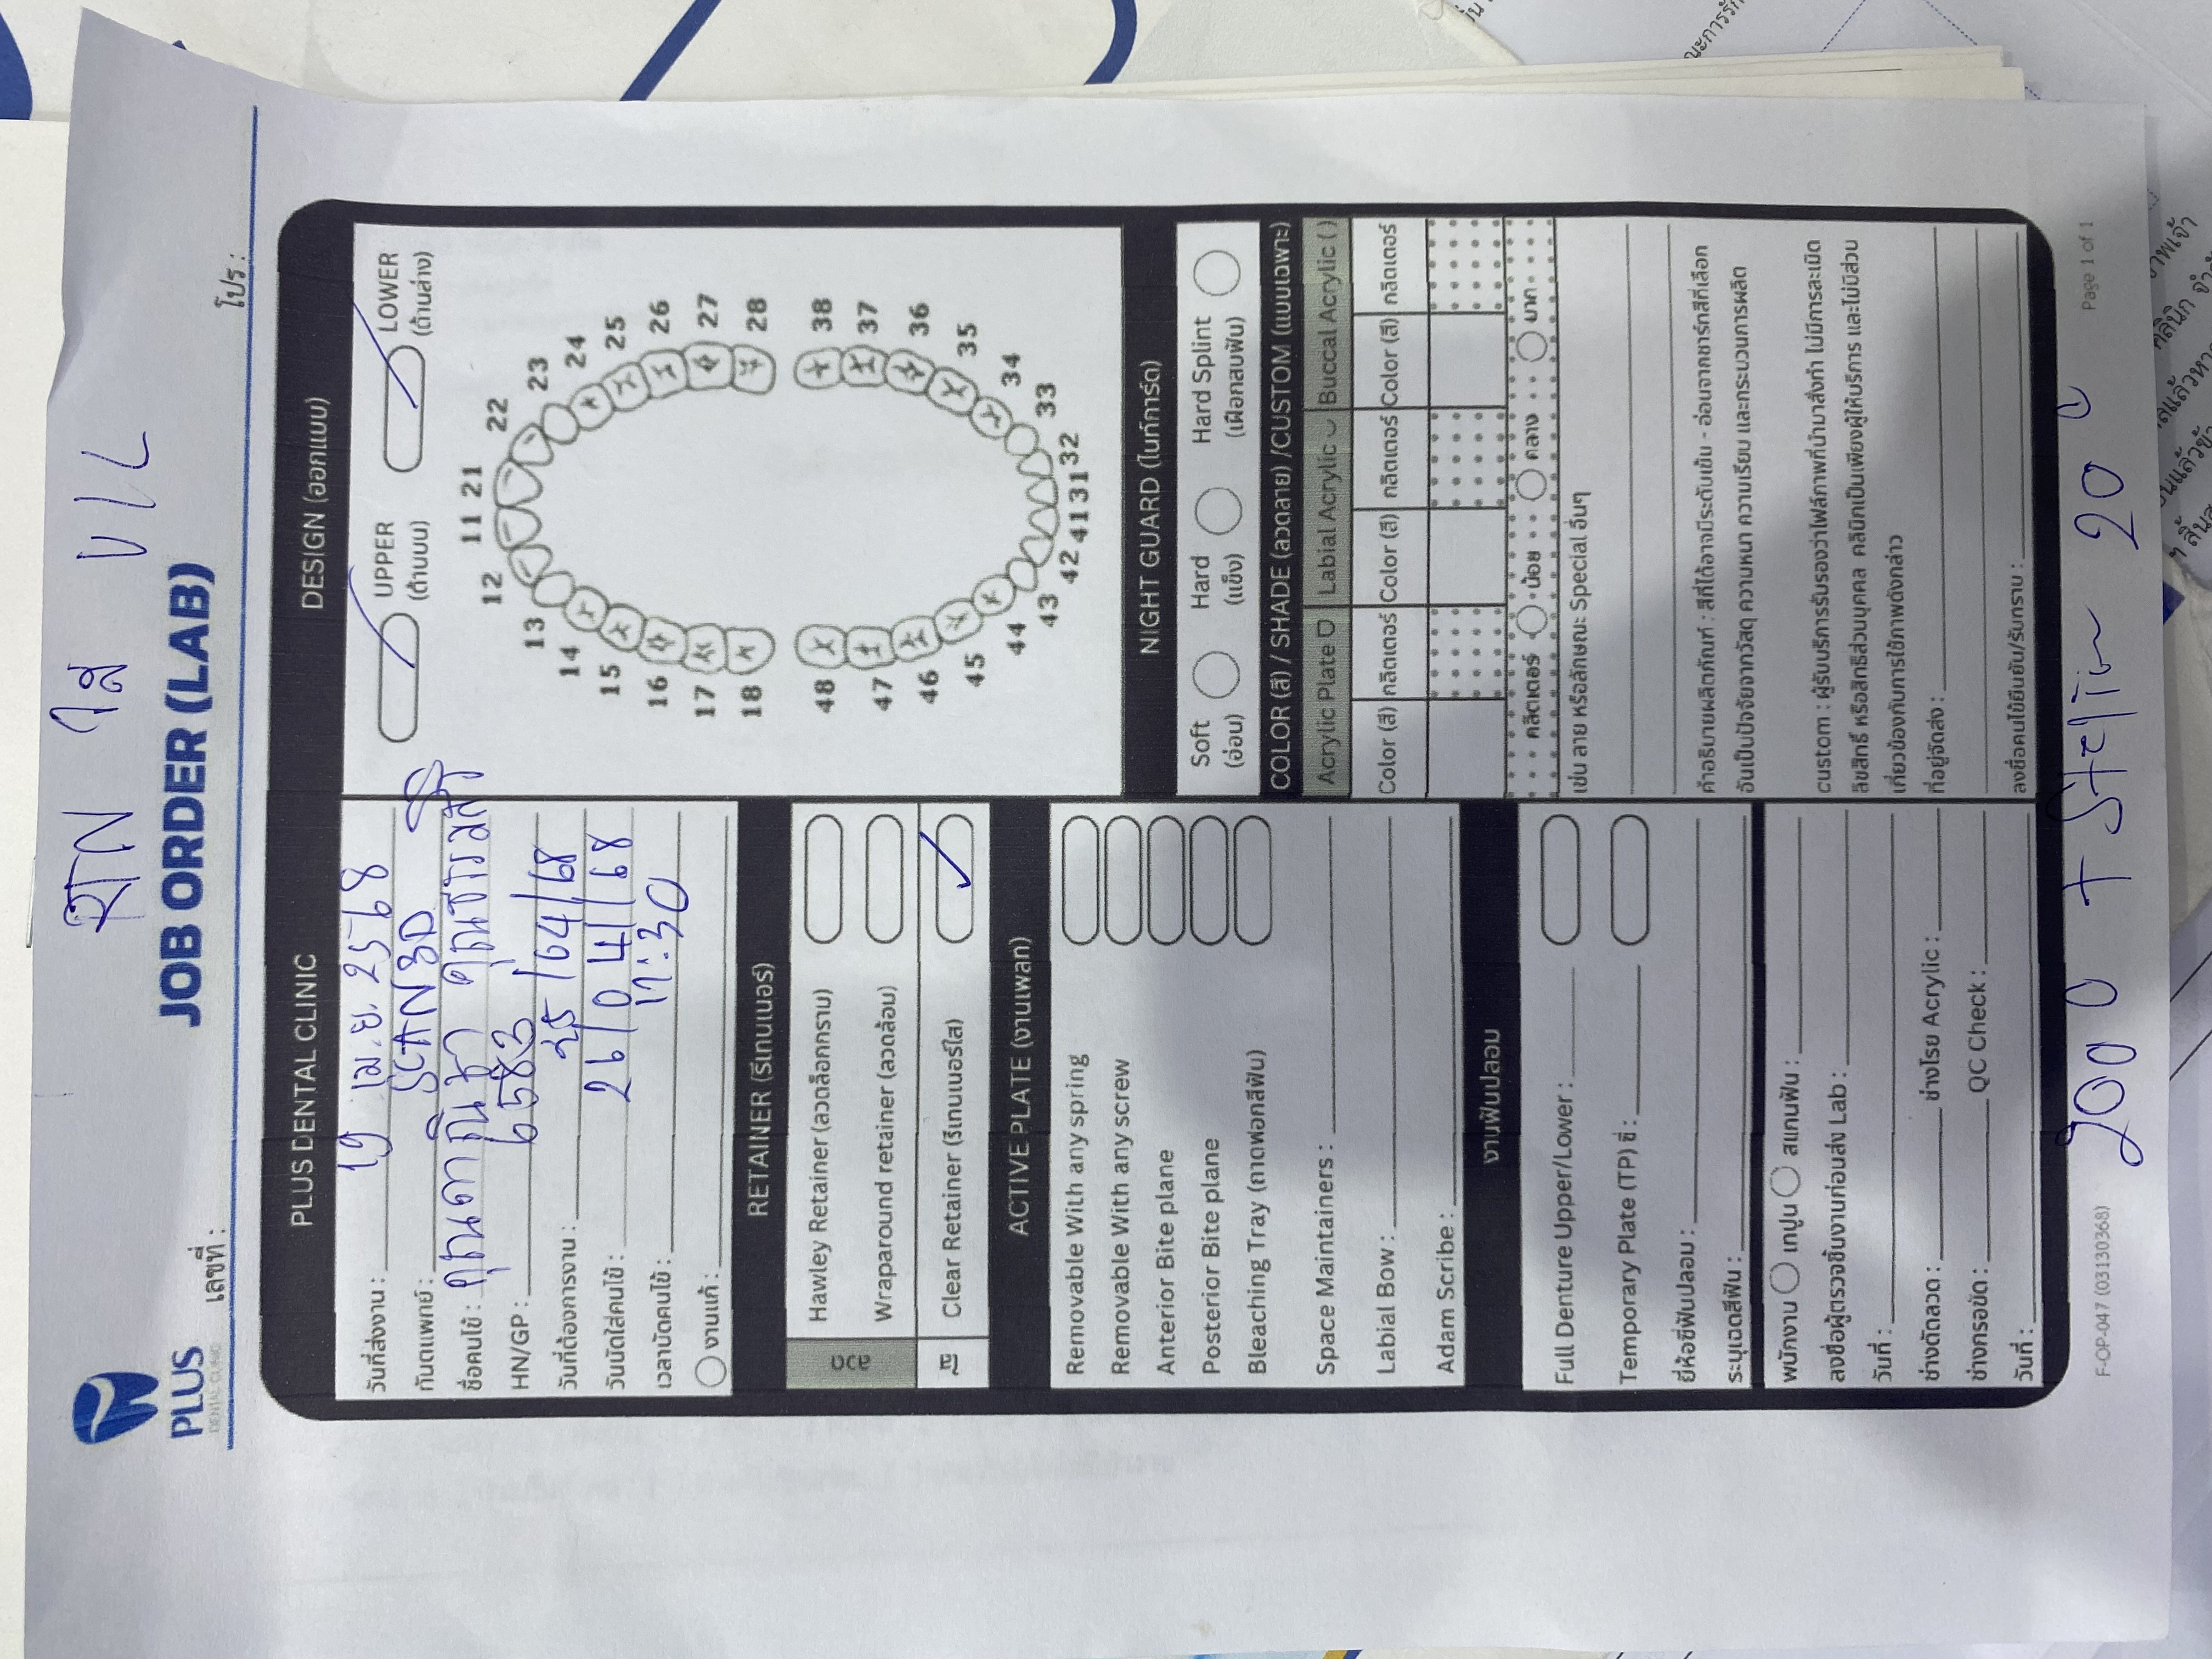 RTN ใส U/L
PLUS
DENTAL CLINIC
JOB ORDER (LAB)
เลขที่ :
โปร :
PLUS DENTAL CLINIC
วันที่ส่งงาน : 19 เม.ย. 2568
ทันตแพทย์ : SCAN 3D
ชื่อคนไข้ : คุณดาณิชา คุณธรรมสิริ
HN/GP : 6583
วันที่ต้องการงาน : 25/04/68
วันนัดใส่คนไข้ : 26/04/68
เวลานัดคนไข้ : 17:30
งานแก้ :
RETAINER (รีเทนเนอร์)
ลวด
Hawley Retainer (ลวดล็อกกราม)
Wraparound retainer (ลวดล้อม)
ใส
Clear Retainer (รีเทนเนอร์ใส)
ACTIVE PLATE (งานเพลท)
Removable With any spring
Removable With any screw
Anterior Bite plane
Posterior Bite plane
Bleaching Tray (ถาดฟอกสีฟัน)
Space Maintainers :
Labial Bow :
Adam Scribe :
งานฟันปลอม
Full Denture Upper/Lower :
Temporary Plate (TP) ซี่ :
ยี่ห้อซี่ฟันปลอม :
ระบุเฉดสีฟัน :
พนักงาน เทปูน สแกนฟัน :
ลงชื่อผู้ตรวจชิ้นงานก่อนส่ง Lab :
วันที่ :
ช่างดัดลวด : ช่างโรย Acrylic :
ช่างกรอขัด : QC Check :
วันที่ :
DESIGN (ออกแบบ)
UPPER LOWER
(ด้านบน) (ด้านล่าง)
11 21
12 22
13 23
14 24
15 25
16 26
17 27
18 28
48 38
47 37
46 36
45 35
44 34
43 33
42 41 31 32
NIGHT GUARD (ไนท์การ์ด)
Soft Hard Hard Splint
(อ่อน) (แข็ง) (เฝือกสบฟัน)
COLOR (สี) / SHADE (ลวดลาย) /CUSTOM (แบบเฉพาะ)
Acrylic Plate Labial Acrylic Buccal Acrylic ( )
Color (สี) กลิตเตอร์ Color (สี) กลิตเตอร์ Color (สี) กลิตเตอร์
กลิตเตอร์ น้อย กลาง มาก
เช่น ลาย หรือลักษณะ Special อื่นๆ
คำอธิบายผลิตภัณฑ์ : สีที่ได้อาจมีระดับเข้ม - อ่อนจากชาร์ทสีที่เลือก
อันเป็นปัจจัยจากวัสดุ ความหนา ความเรียบ และกระบวนการผลิต
custom : ผู้รับบริการรับรองว่าไฟล์ภาพที่นำมาสั่งทำ ไม่มีการละเมิด
ลิขสิทธิ์ หรือสิทธิส่วนบุคคล คลินิกเป็นเพียงผู้ให้บริการ และไม่มีส่วน
เกี่ยวข้องกับการใช้ภาพดังกล่าว
ที่อยู่จัดส่ง :
ลงชื่อคนไข้ยืนยัน/รับทราบ :
F-OP-047 (03130368)
2000 + 200
Page 1 of 1